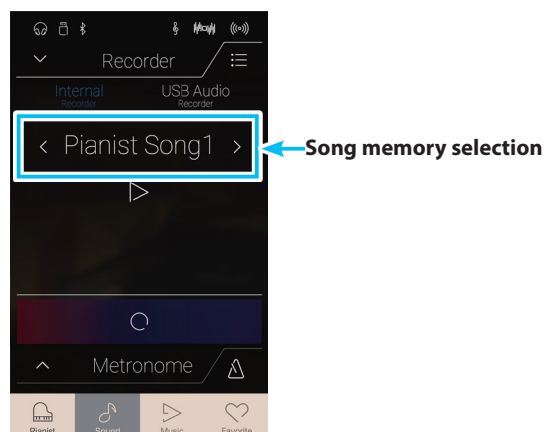 Recorder
Internal
Recorder
USB Audio
Recorder
Pianist Song1
Song memory selection
Metronome
Pianist
Sound
Music
Favorite